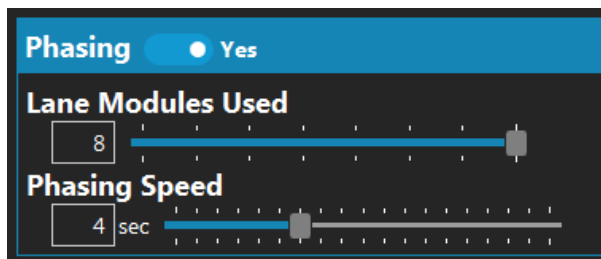 Phasing Yes
Lane Modules Used
8
Phasing Speed
4 sec